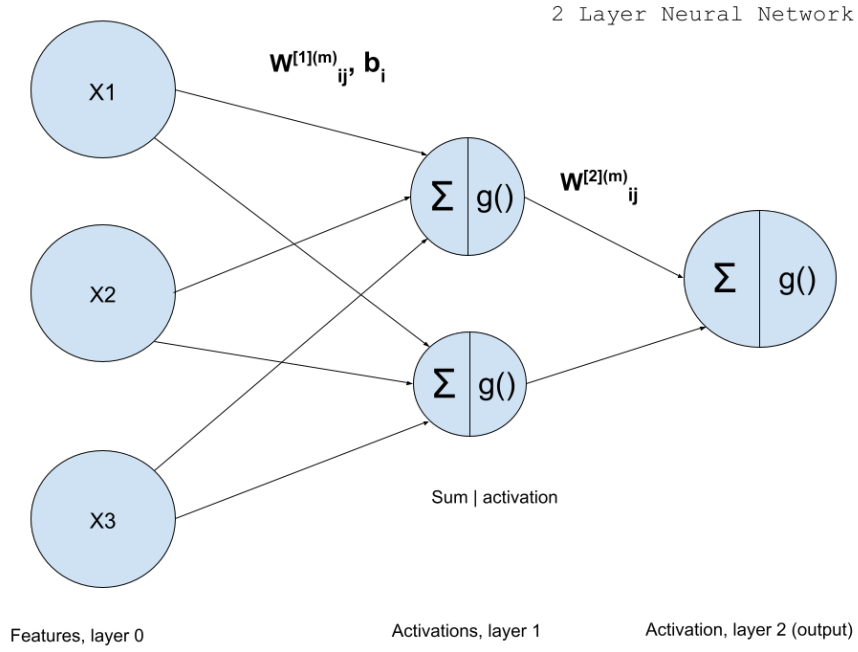 2 Layer Neural Network
X1
W[1](m)ij, bi
Σ g()
W[2](m)ij
X2
Σ g()
Σ g()
Sum | activation
X3
Features, layer 0
Activations, layer 1
Activation, layer 2 (output)